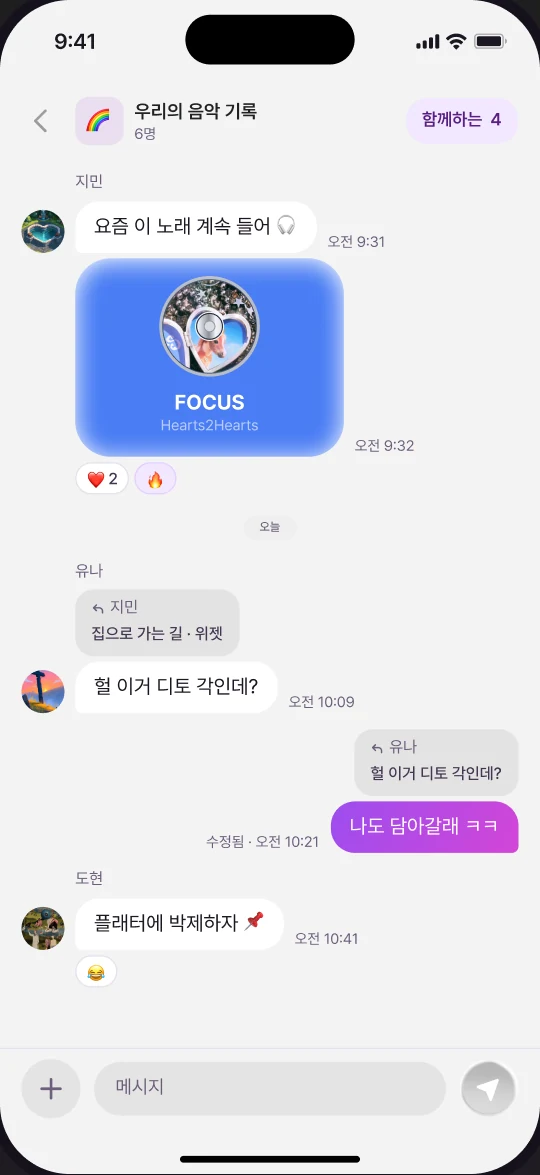 9:41
우리의 음악 기록
6명
함께하는 4
지민
요즘 이 노래 계속 들어 🎧
오전 9:31
FOCUS
Hearts2Hearts
오전 9:32
❤️ 2
🔥
오늘
유나
지민
집으로 가는 길 · 위젯
헐 이거 디토 각인데?
오전 10:09
유나
헐 이거 디토 각인데?
나도 담아갈래 ㅋㅋ
수정됨 · 오전 10:21
도현
플래터에 박제하자 📌
오전 10:41
😂
메시지